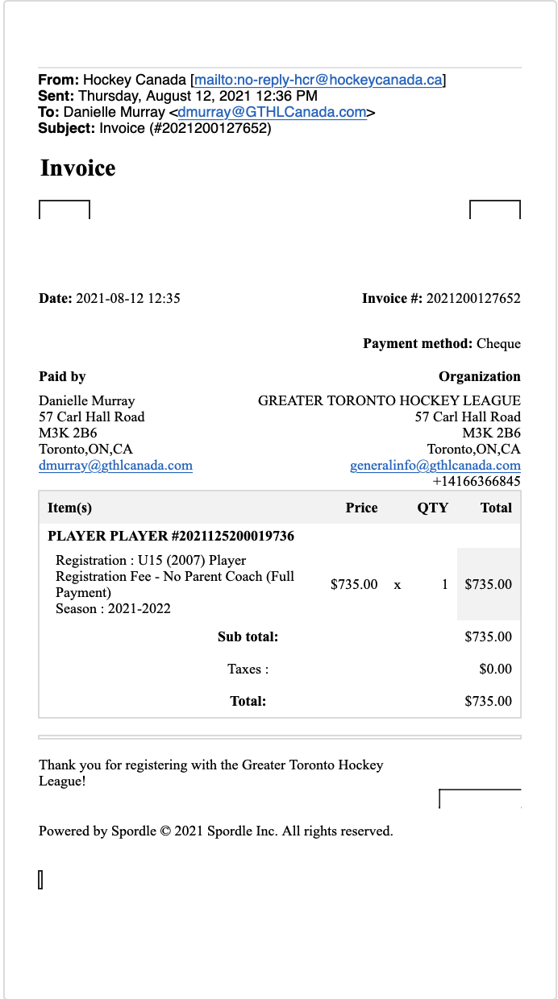 From: Hockey Canada [mailto:no-reply-hcr@hockeycanada.ca]
Sent: Thursday, August 12, 2021 12:36 PM
To: Danielle Murray <dmurray@GTHLCanada.com>
Subject: Invoice (#2021200127652)
Invoice
Date: 2021-08-12 12:35
Invoice #: 2021200127652
Payment method: Cheque
Paid by
Danielle Murray
57 Carl Hall Road
M3K 2B6
Toronto,ON,CA
dmurray@gthlcanada.com
Organization
GREATER TORONTO HOCKEY LEAGUE
57 Carl Hall Road
M3K 2B6
Toronto,ON,CA
generalinfo@gthlcanada.com
+14166366845
Item(s) Price QTY Total
PLAYER PLAYER #2021125200019736
Registration : U15 (2007) Player
Registration Fee - No Parent Coach (Full
Payment)
Season : 2021-2022
$735.00 x 1 $735.00
Sub total: $735.00
Taxes : $0.00
Total: $735.00
Thank you for registering with the Greater Toronto Hockey
League!
Powered by Spordle © 2021 Spordle Inc. All rights reserved.